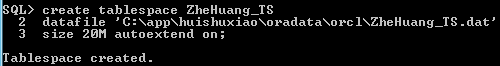 SQL> create tablespace ZheHuang_TS
2 datafile 'C:\app\huishuxiao\oradata\orcl\ZheHuang_TS.dat'
3 size 20M autoextend on;
Tablespace created.